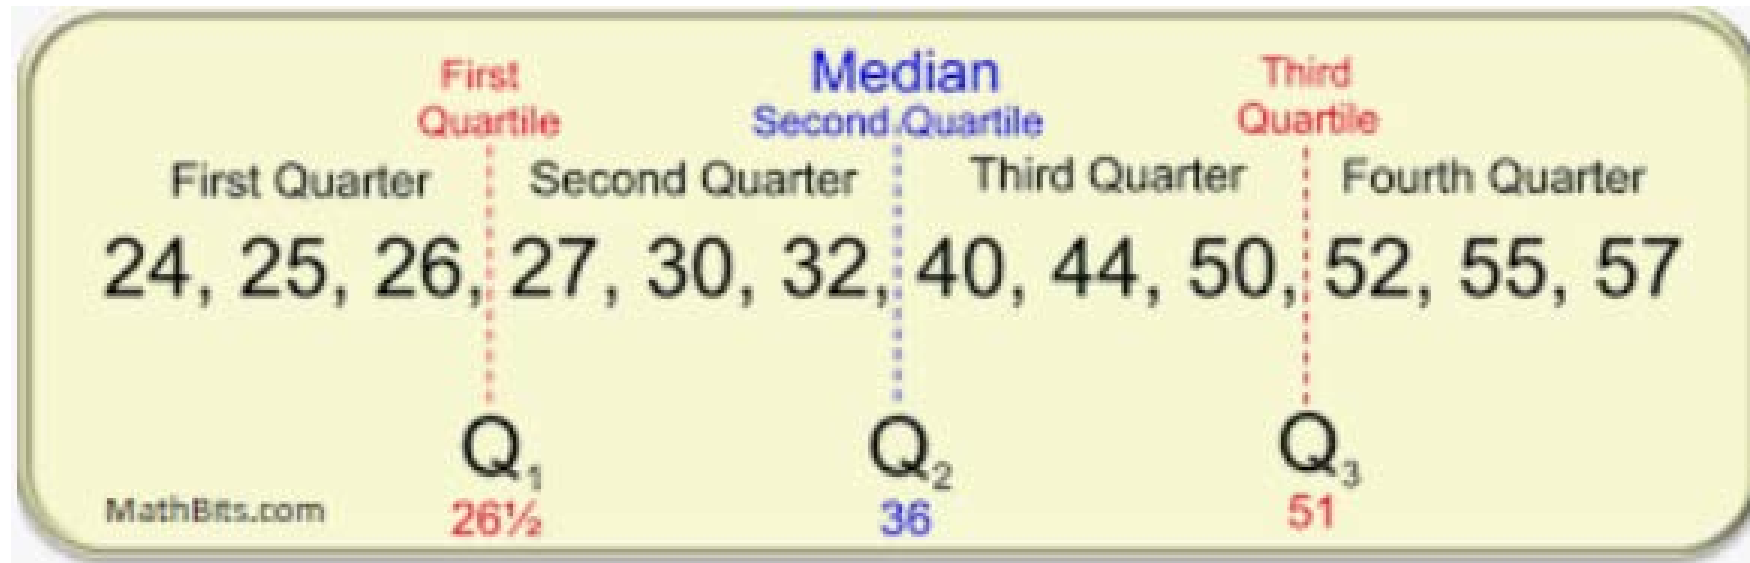 First Quartile
Median
Second Quartile
Third Quartile
First Quarter
Second Quarter
Third Quarter
Fourth Quarter
24, 25, 26, 27, 30, 32, 40, 44, 50, 52, 55, 57
Q1
26½
Q2
36
Q3
51
MathBits.com